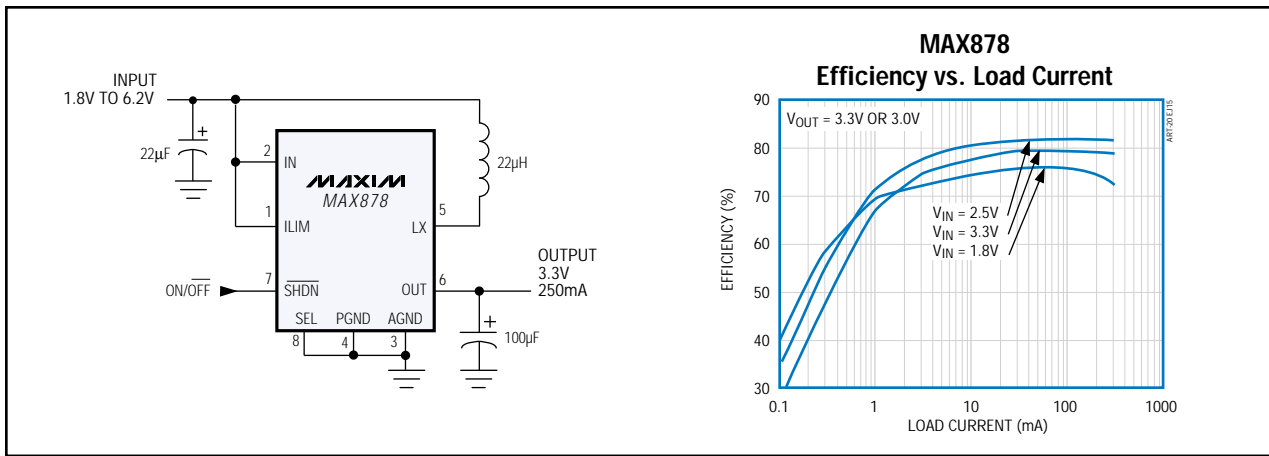 INPUT
1.8V TO 6.2V
22µF
+
2
IN
1
ILIM
MAXIM
MAX878
5
LX
22µH
ON/OFF
7
SHDN
OUT
6
OUTPUT
3.3V
250mA
SEL
PGND
AGND
8
4
3
+
100µF
MAX878
Efficiency vs. Load Current
VOUT = 3.3V OR 3.0V
ART-20 EJ15
EFFICIENCY (%)
90
80
70
60
50
40
30
VIN = 2.5V
VIN = 3.3V
VIN = 1.8V
0.1
1
10
100
1000
LOAD CURRENT (mA)